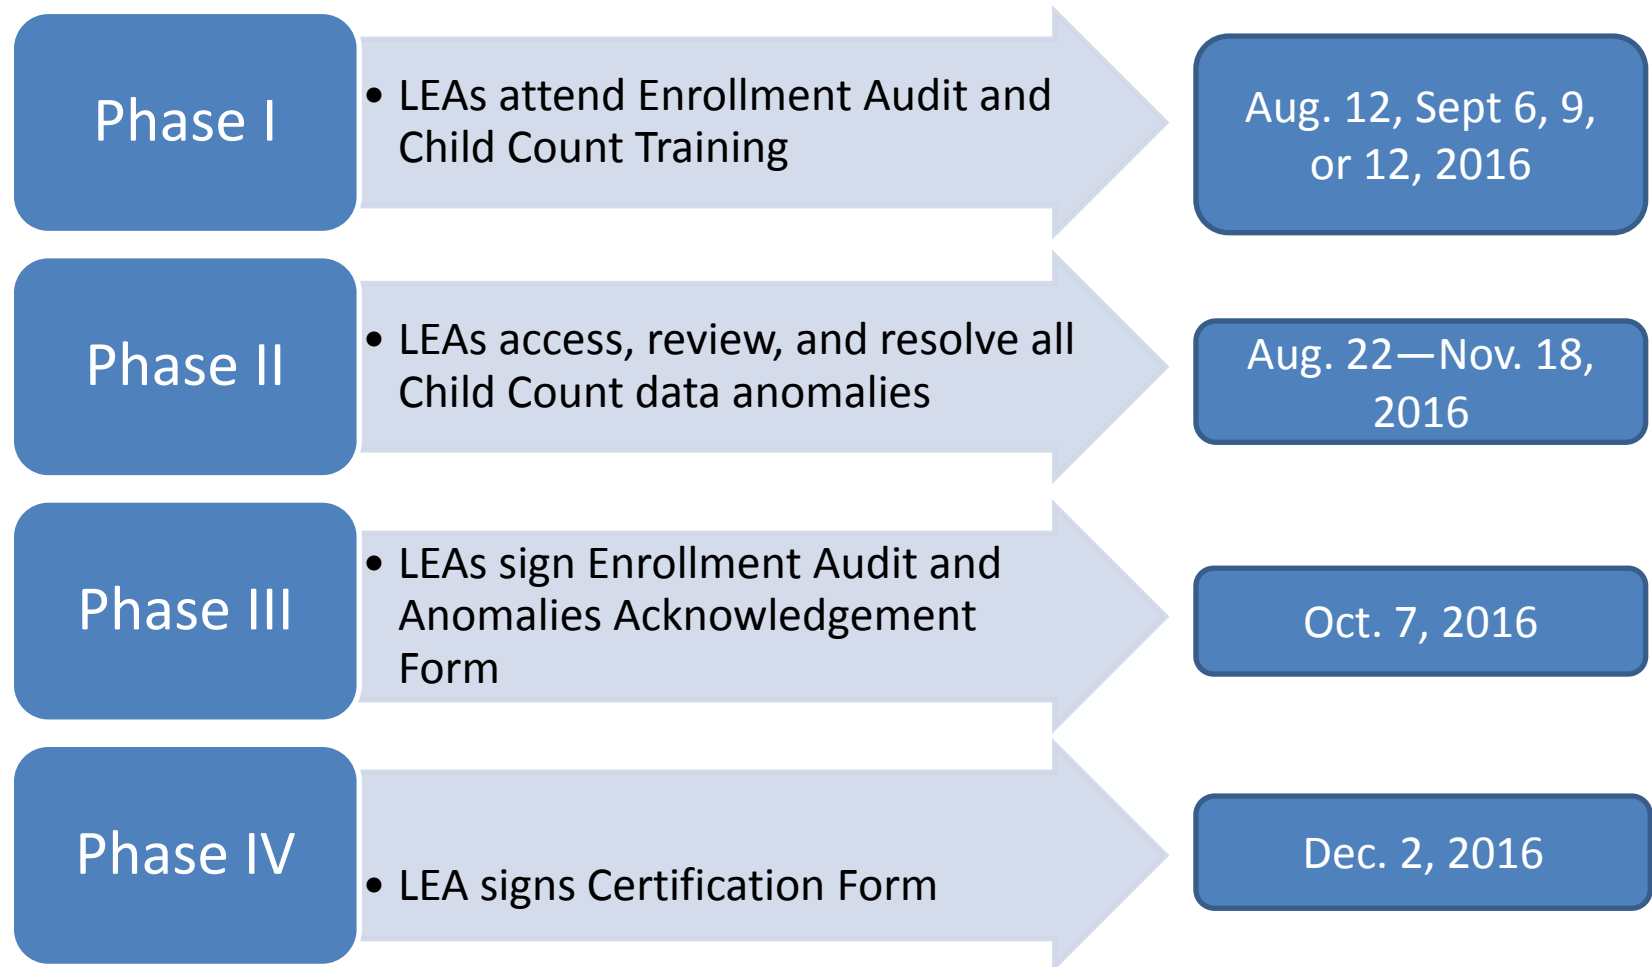 Phase I
• LEAs attend Enrollment Audit and
Child Count Training
Aug. 12, Sept 6, 9,
or 12, 2016
Phase II
• LEAs access, review, and resolve all
Child Count data anomalies
Aug. 22—Nov. 18,
2016
Phase III
• LEAs sign Enrollment Audit and
Anomalies Acknowledgement
Form
Oct. 7, 2016
Phase IV
• LEA signs Certification Form
Dec. 2, 2016